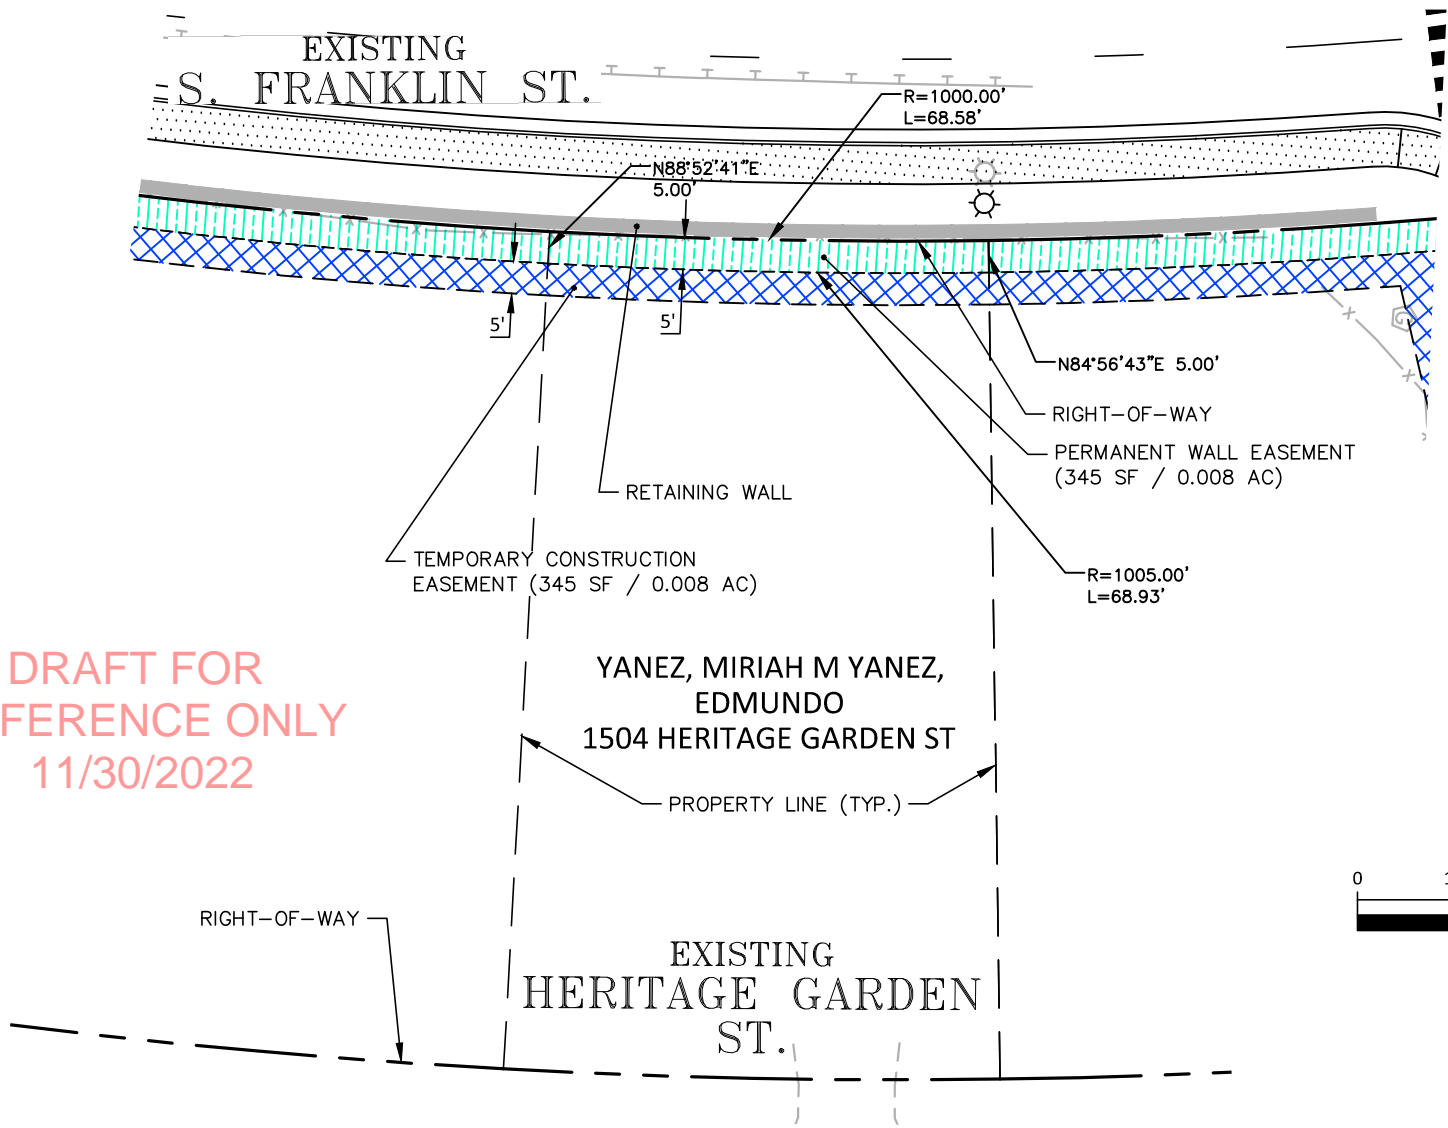 EXISTING
S. FRANKLIN ST.
R=1000.00'
L=68.58'
N88°52'41"E
5.00'
5'
5'
N84°56'43"E 5.00'
RIGHT-OF-WAY
PERMANENT WALL EASEMENT
(345 SF / 0.008 AC)
RETAINING WALL
TEMPORARY CONSTRUCTION
EASEMENT (345 SF / 0.008 AC)
R=1005.00'
L=68.93'
DRAFT FOR
FERENCE ONLY
11/30/2022
YANEZ, MIRIAH M YANEZ,
EDMUNDO
1504 HERITAGE GARDEN ST
PROPERTY LINE (TYP.)
0
1
RIGHT-OF-WAY
EXISTING
HERITAGE GARDEN
ST.